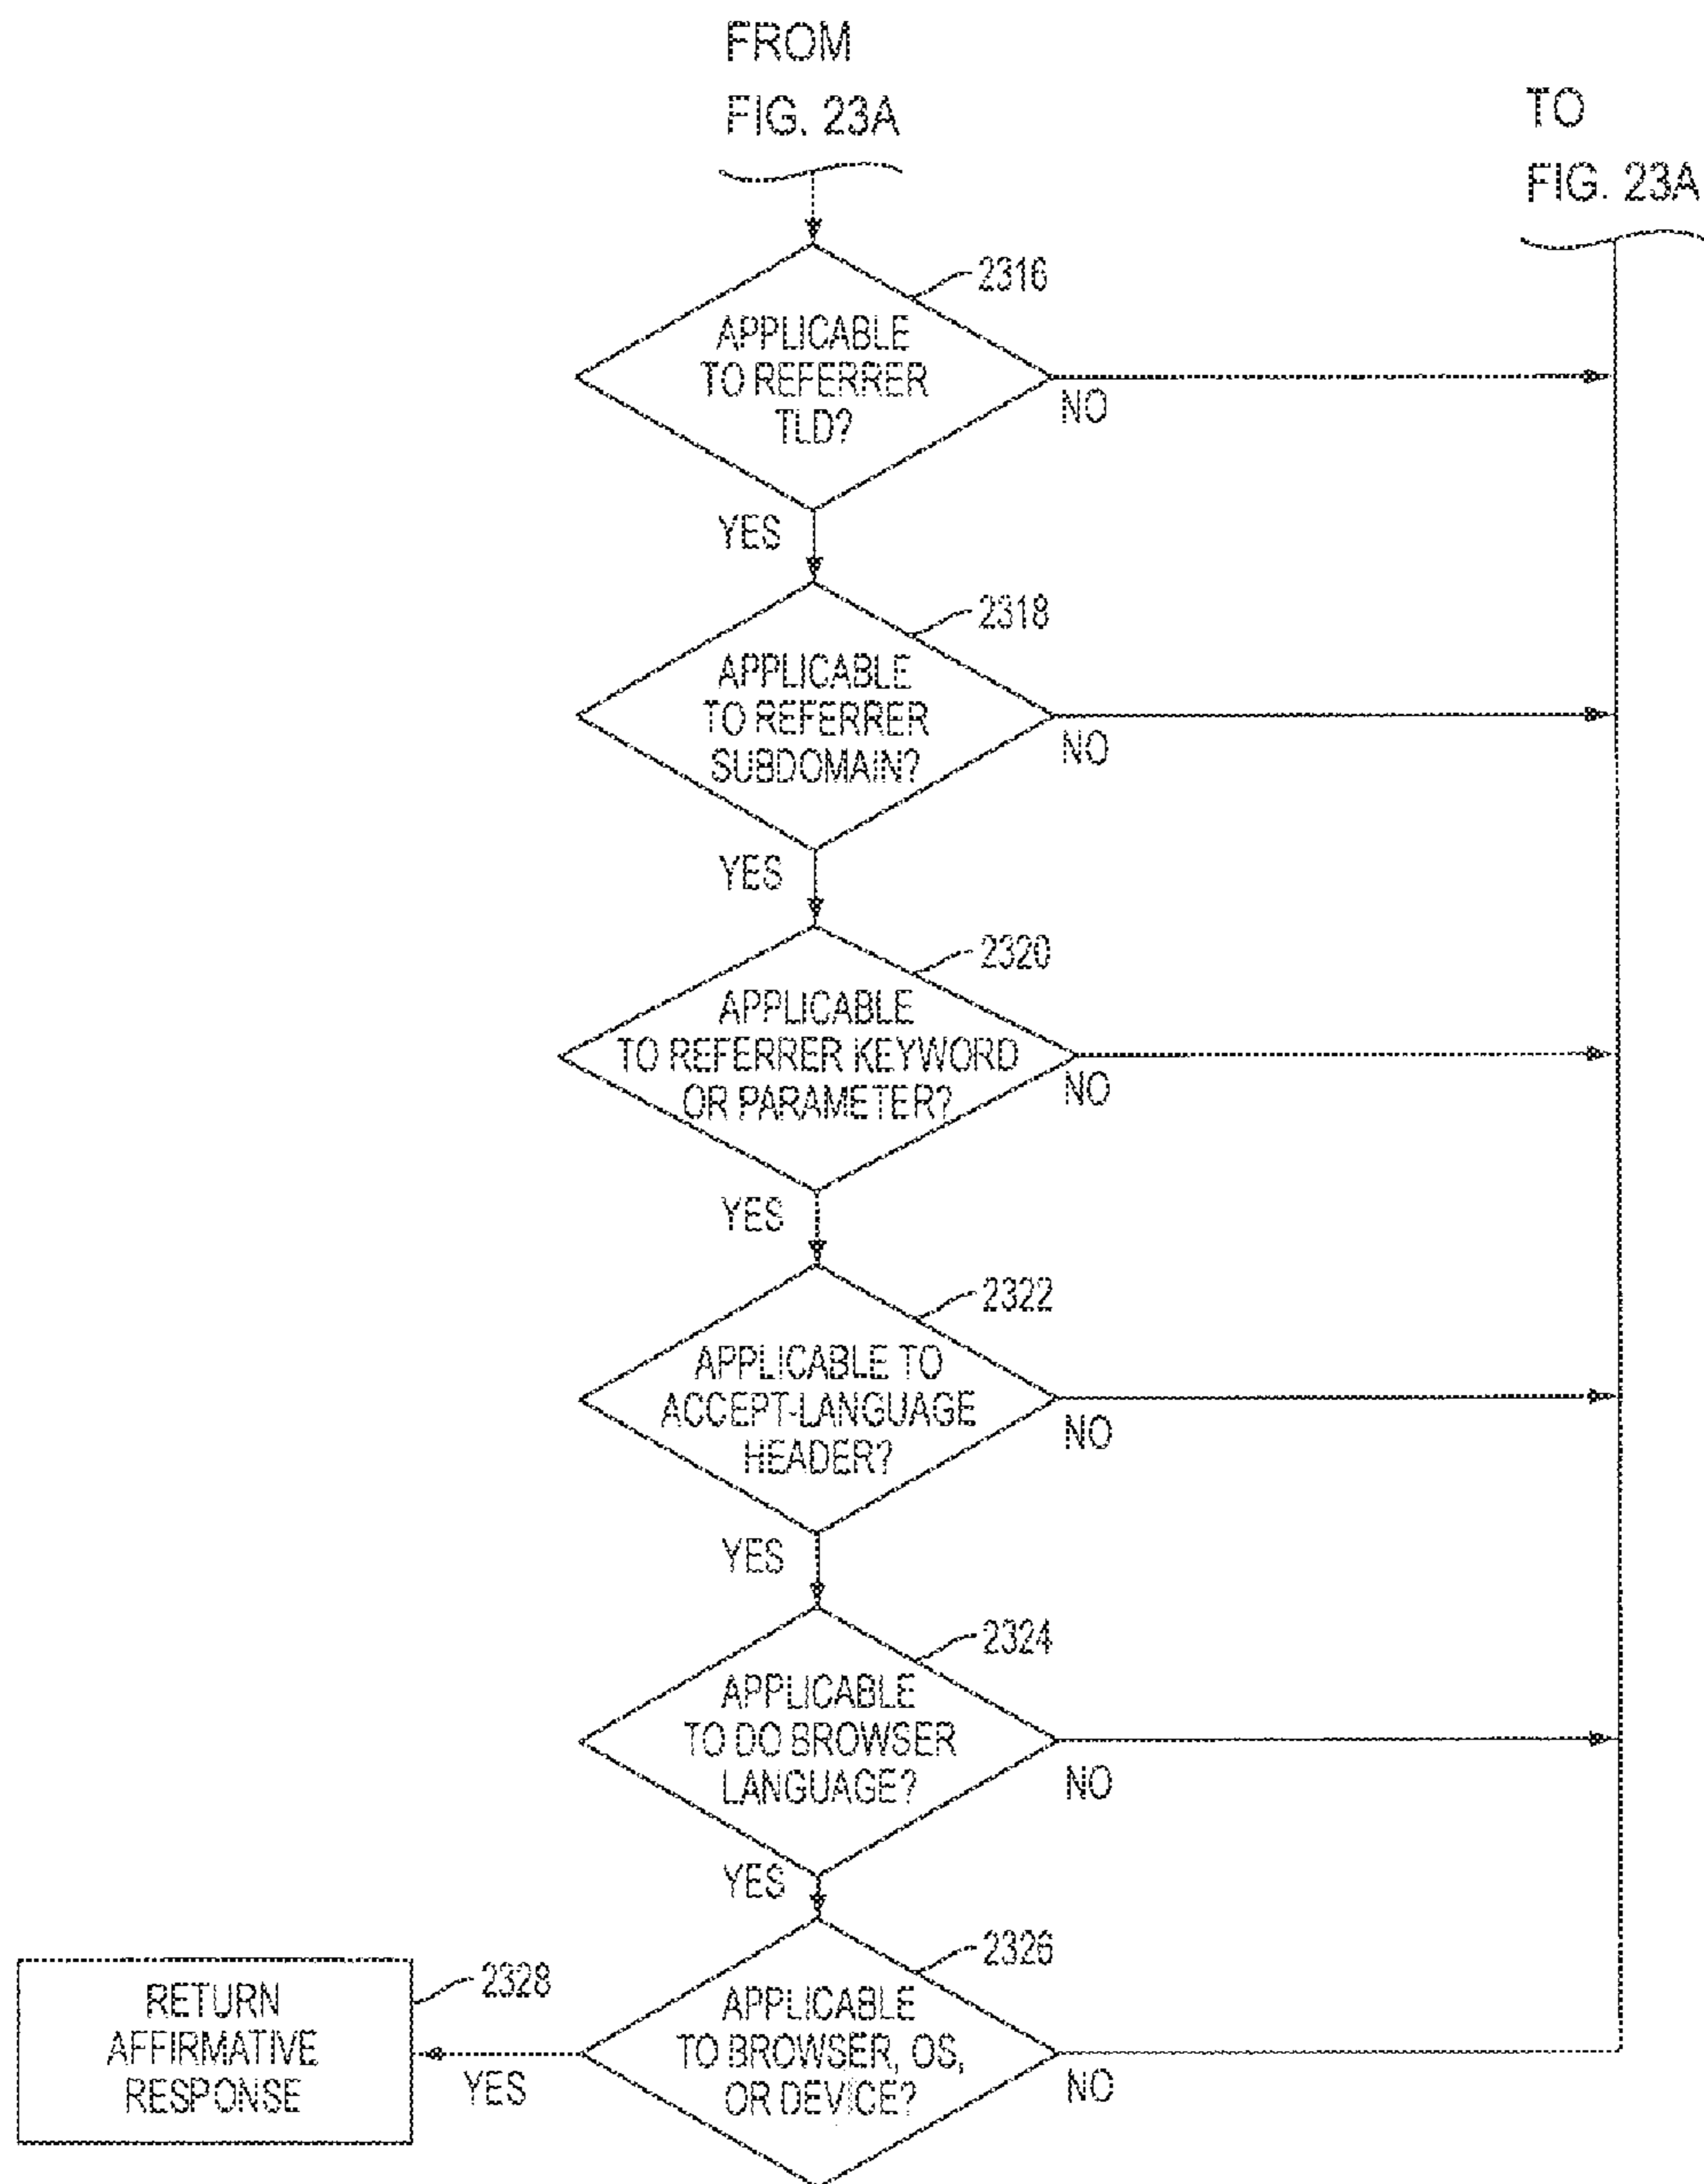 FROM
FIG. 23A
TO
FIG. 23A
2316
APPLICABLE
TO REFERRER
TLD?
NO
YES
2318
APPLICABLE
TO REFERRER
SUBDOMAIN?
NO
YES
2320
APPLICABLE
TO REFERRER KEYWORD
OR PARAMETER?
NO
YES
2322
APPLICABLE TO
ACCEPT-LANGUAGE
HEADER?
NO
YES
2324
APPLICABLE
TO DO BROWSER
LANGUAGE?
NO
YES
2326
APPLICABLE
TO BROWSER, OS,
OR DEVICE?
NO
YES
2328
RETURN
AFFIRMATIVE
RESPONSE